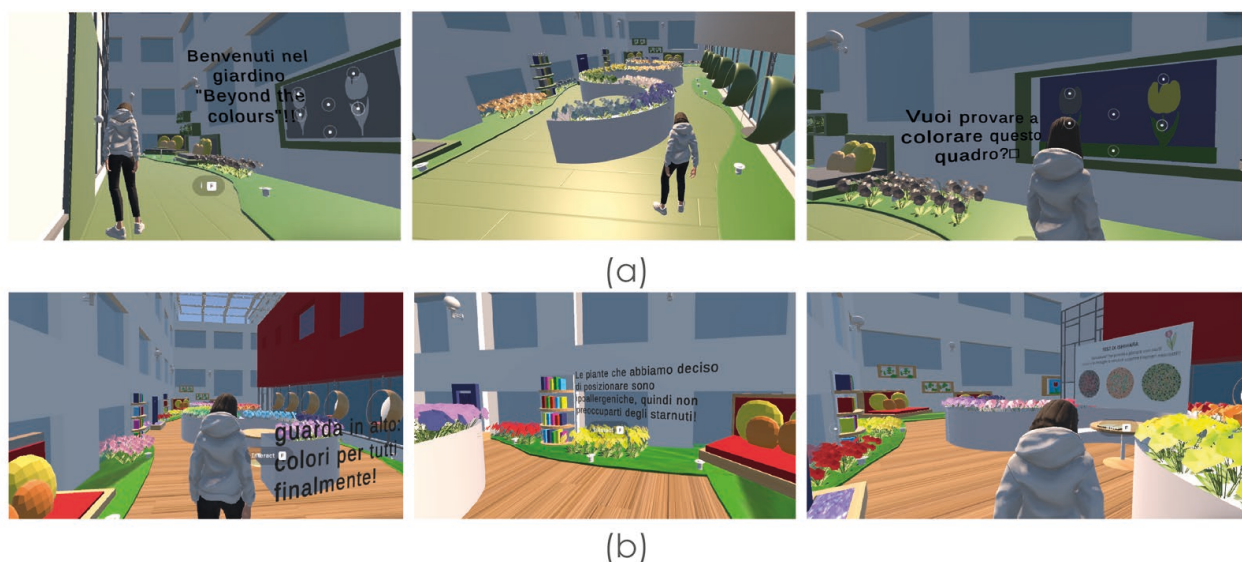 Benvenuti nel
giardino
"Beyond the
colours"!!
F
Vuoi provare a
colorare questo
quadro?□
(a)
guarda in alto:
colori per tutti
finalmente!
F
Le piante che abbiamo deciso
di posizionare sono
ipoallergeniche, quindi non
preoccuparti degli starnuti!
F
F
(b)